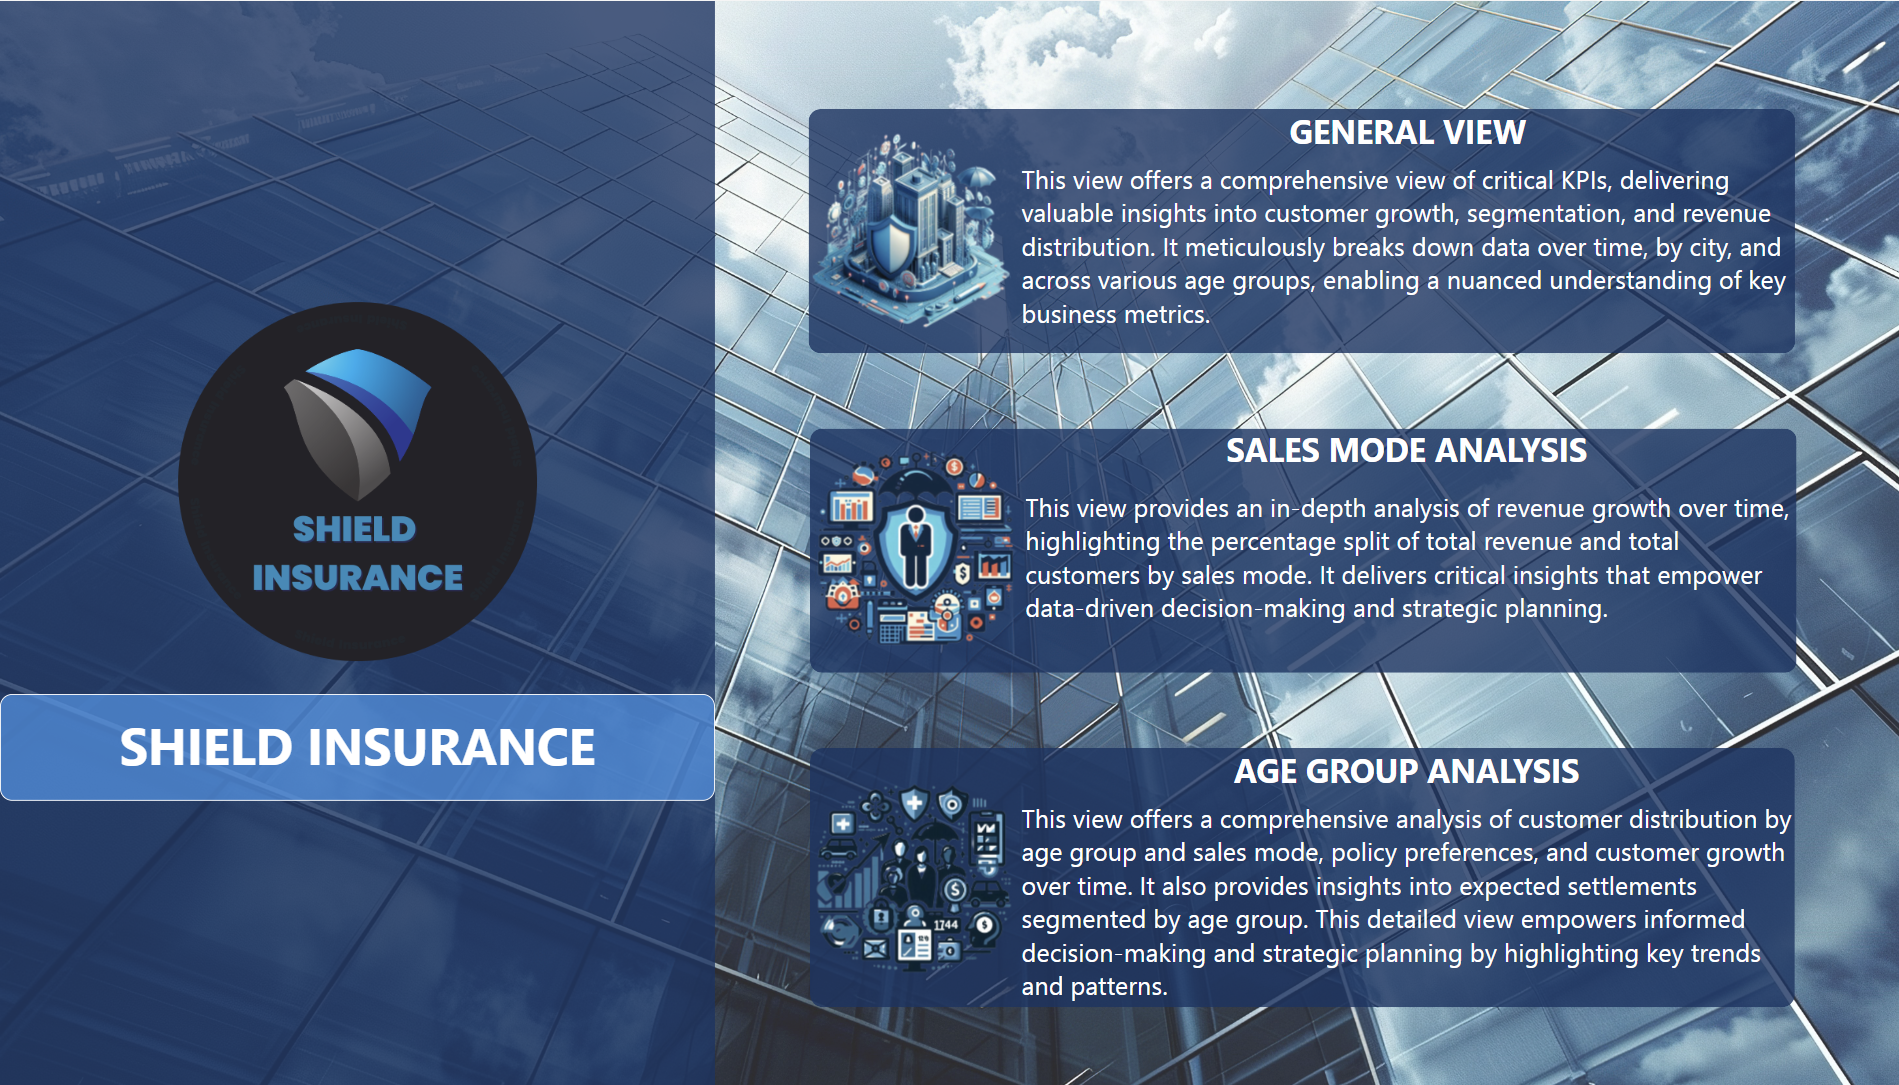 SHIELD
INSURANCE
SHIELD INSURANCE
GENERAL VIEW
This view offers a comprehensive view of critical KPIs, delivering
valuable insights into customer growth, segmentation, and revenue
distribution. It meticulously breaks down data over time, by city, and
across various age groups, enabling a nuanced understanding of key
business metrics.
SALES MODE ANALYSIS
This view provides an in-depth analysis of revenue growth over time,
highlighting the percentage split of total revenue and total
customers by sales mode. It delivers critical insights that empower
data-driven decision-making and strategic planning.
AGE GROUP ANALYSIS
This view offers a comprehensive analysis of customer distribution by
age group and sales mode, policy preferences, and customer growth
over time. It also provides insights into expected settlements
segmented by age group. This detailed view empowers informed
decision-making and strategic planning by highlighting key trends
and patterns.
1744